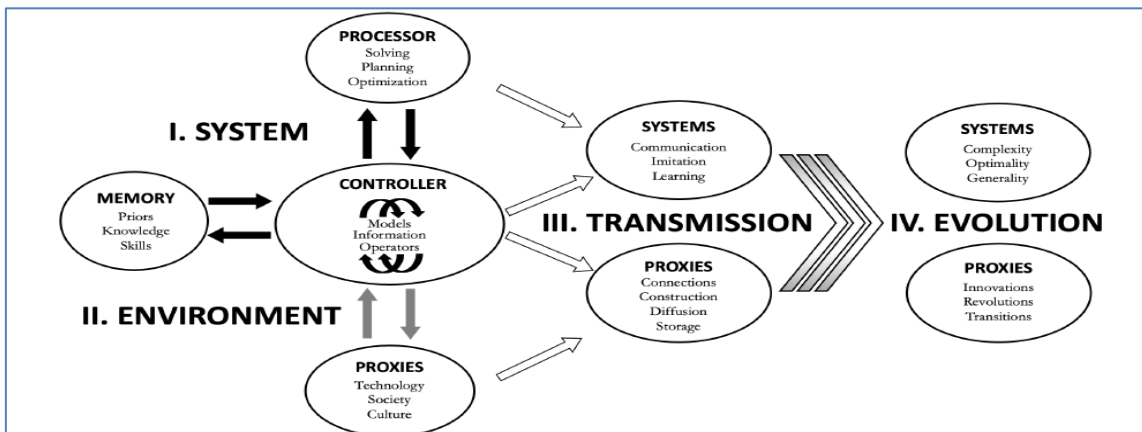 PROCESSOR
Solving
Planning
Optimization
I. SYSTEM
MEMORY
Priors
Knowledge
Skills
CONTROLLER
Models
Information
Operators
II. ENVIRONMENT
PROXIES
Technology
Society
Culture
SYSTEMS
Communication
Imitation
Learning
III. TRANSMISSION
PROXIES
Connections
Construction
Diffusion
Storage
SYSTEMS
Complexity
Optimality
Generality
IV. EVOLUTION
PROXIES
Innovations
Revolutions
Transitions